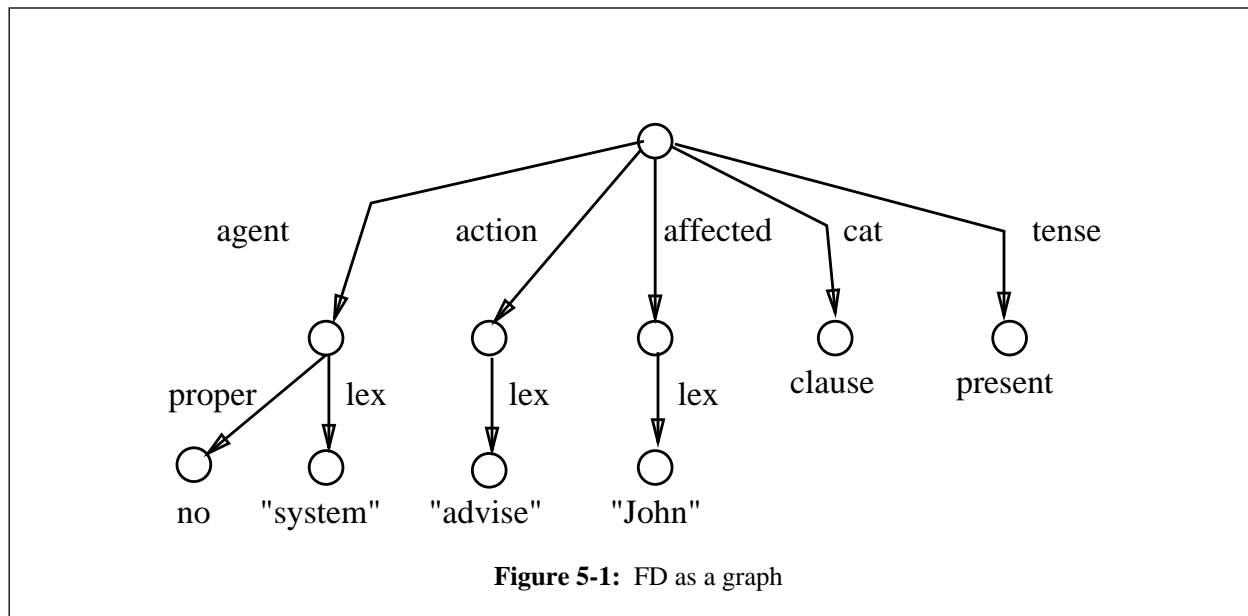 agent action affected cat tense
proper lex lex lex clause present
no "system" "advise" "John"
Figure 5-1: FD as a graph